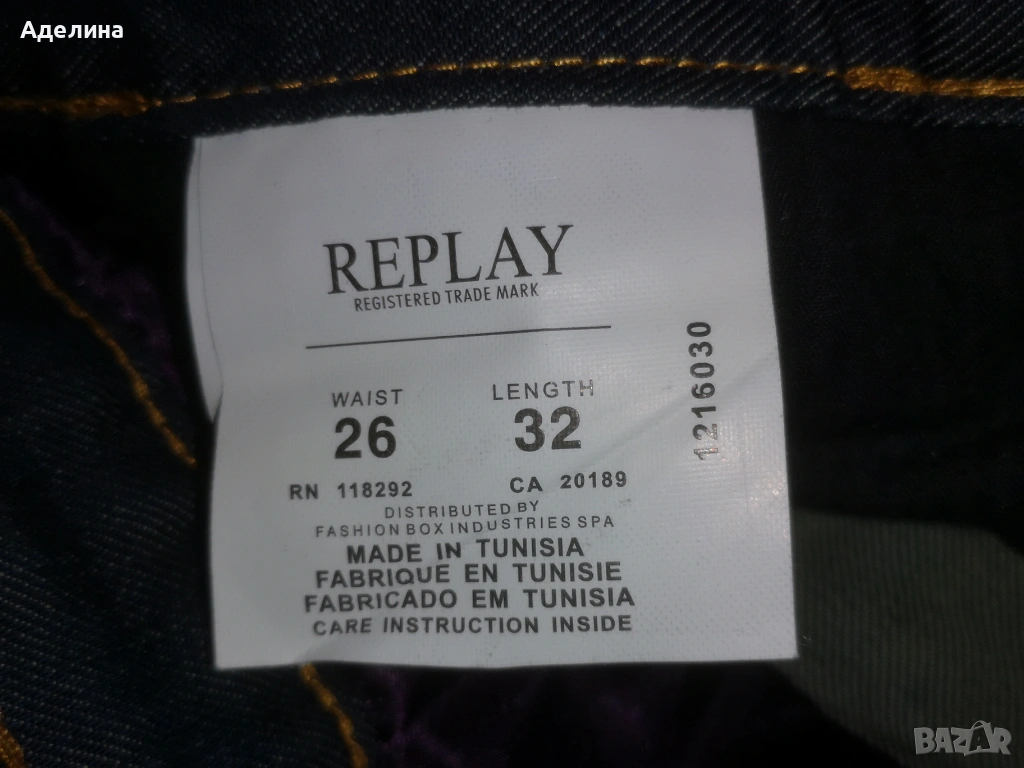 Аделина
REPLAY
REGISTERED TRADE MARK
WAIST LENGTH
26 32
1216030
RN 118292 CA 20189
DISTRIBUTED BY
FASHION BOX INDUSTRIES SPA
MADE IN TUNISIA
FABRIQUE EN TUNISIE
FABRICADO EM TUNISIA
CARE INSTRUCTION INSIDE
BAZAR